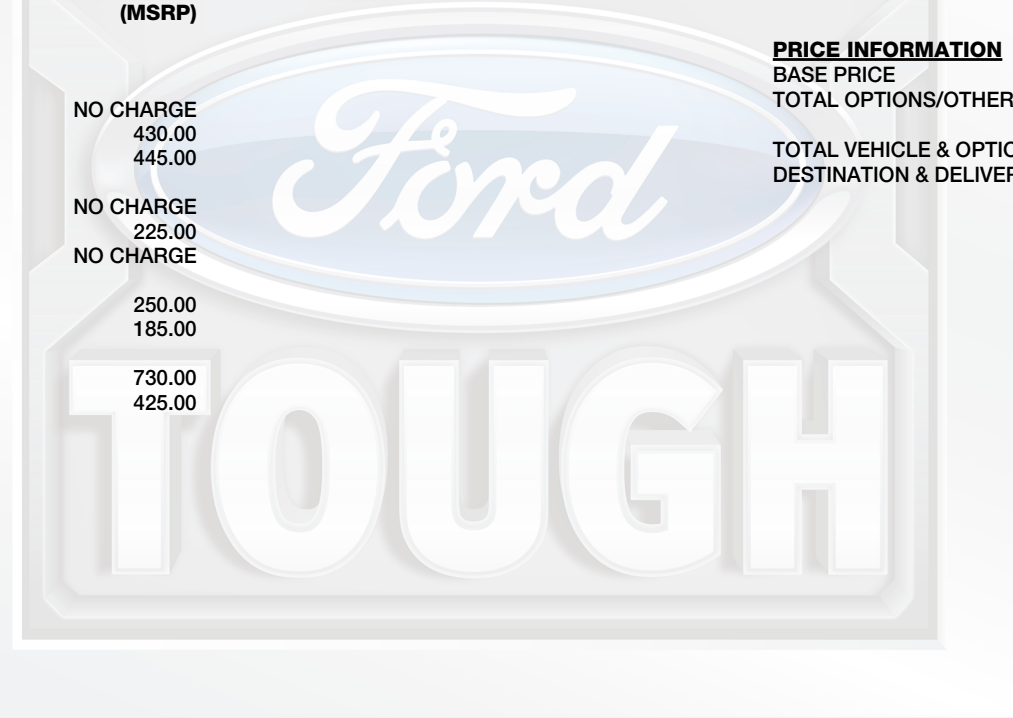 (MSRP)
NO CHARGE
430.00
445.00
NO CHARGE
225.00
NO CHARGE
250.00
185.00
730.00
425.00
PRICE INFORMATION
BASE PRICE
TOTAL OPTIONS/OTHER
TOTAL VEHICLE & OPTIO
DESTINATION & DELIVER
Ford
TOUGH